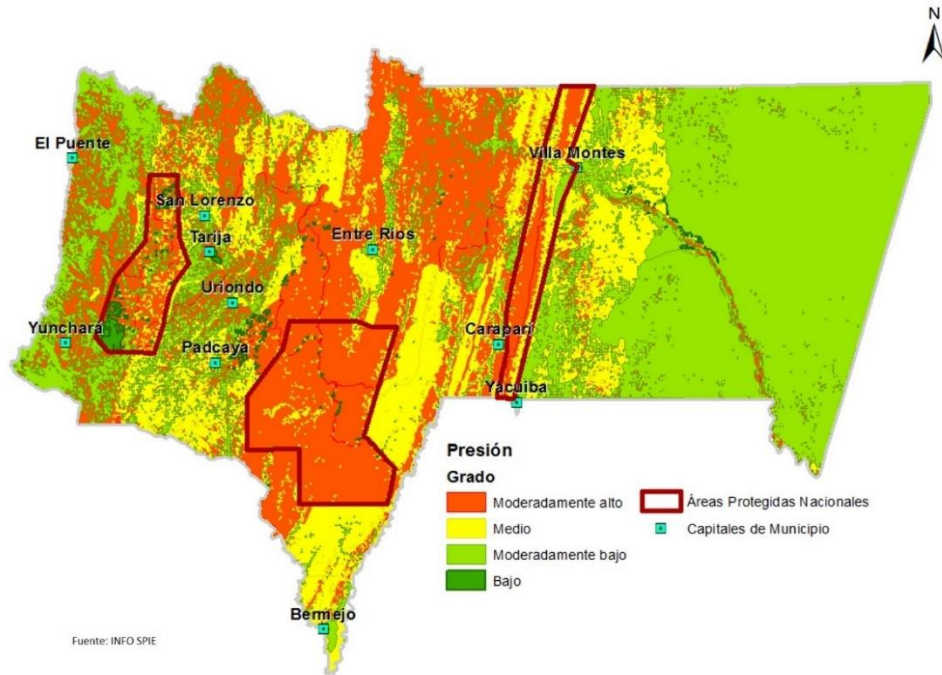 N
El Puente
Villa Montes
San Lorenzo
Tarija
Entre Rios
Uriondo
Yunchará
Padcaya
Caraparí
Yacuiba
Bermejo
Presión
Grado
Moderadamente alto
Medio
Moderadamente bajo
Bajo
Áreas Protegidas Nacionales
Capitales de Municipio
Fuente: INFO SPIE